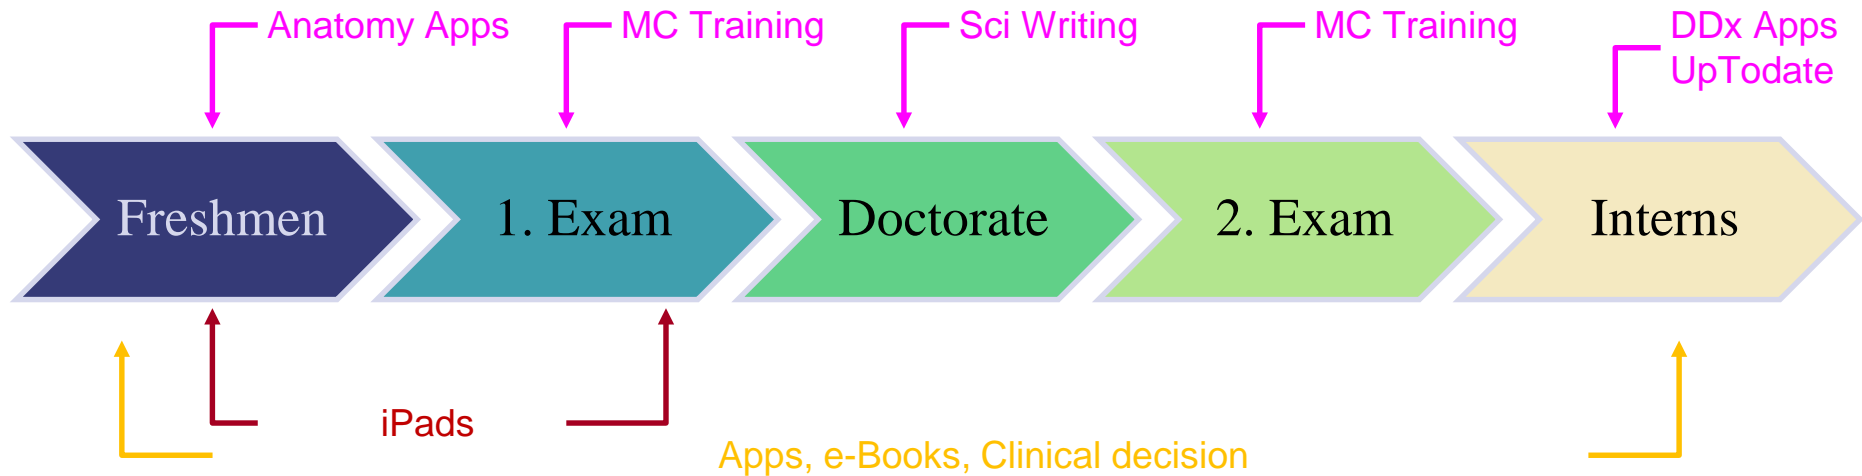 Anatomy Apps
MC Training
Sci Writing
MC Training
DDx Apps
UpTodate
Freshmen
1. Exam
Doctorate
2. Exam
Interns
iPads
Apps, e-Books, Clinical decision